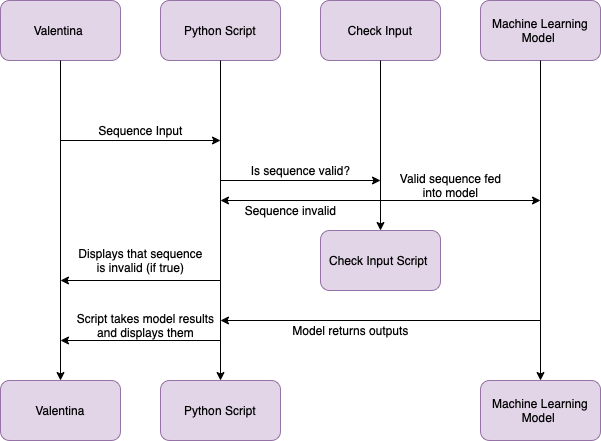 Valentina
Python Script
Check Input
Machine Learning
Model
Sequence Input
Is sequence valid?
Valid sequence fed
into model
Sequence invalid
Displays that sequence
is invalid (if true)
Check Input Script
Script takes model results
and displays them
Model returns outputs
Valentina
Python Script
Machine Learning
Model